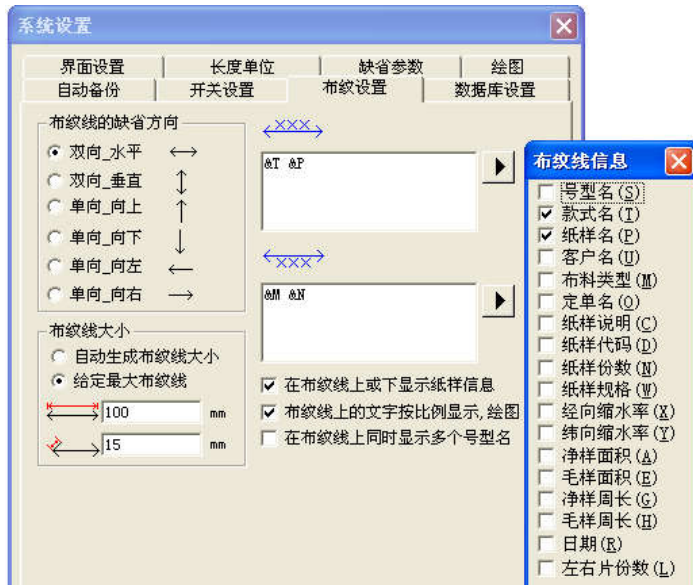 系统设置
界面设置 长度单位 缺省参数 绘图
自动备份 开关设置 布纹设置 数据库设置
布纹线的缺省方向
双向_水平
双向_垂直
单向_向上
单向_向下
单向_向左
单向_向右
布纹线大小
自动生成布纹线大小
给定最大布纹线
100 mm
15 mm
XXX
&T &P
XXX
&M &N
在布纹线上或下显示纸样信息
布纹线上的文字按比例显示,绘图
在布纹线上同时显示多个号型名
布纹线信息
号型名(S)
款式名(T)
纸样名(P)
客户名(U)
布料类型(M)
定单名(O)
纸样说明(C)
纸样代码(D)
纸样份数(N)
纸样规格(W)
经向缩水率(X)
纬向缩水率(Y)
净样面积(A)
毛样面积(E)
净样周长(G)
毛样周长(H)
日期(R)
左右片份数(L)